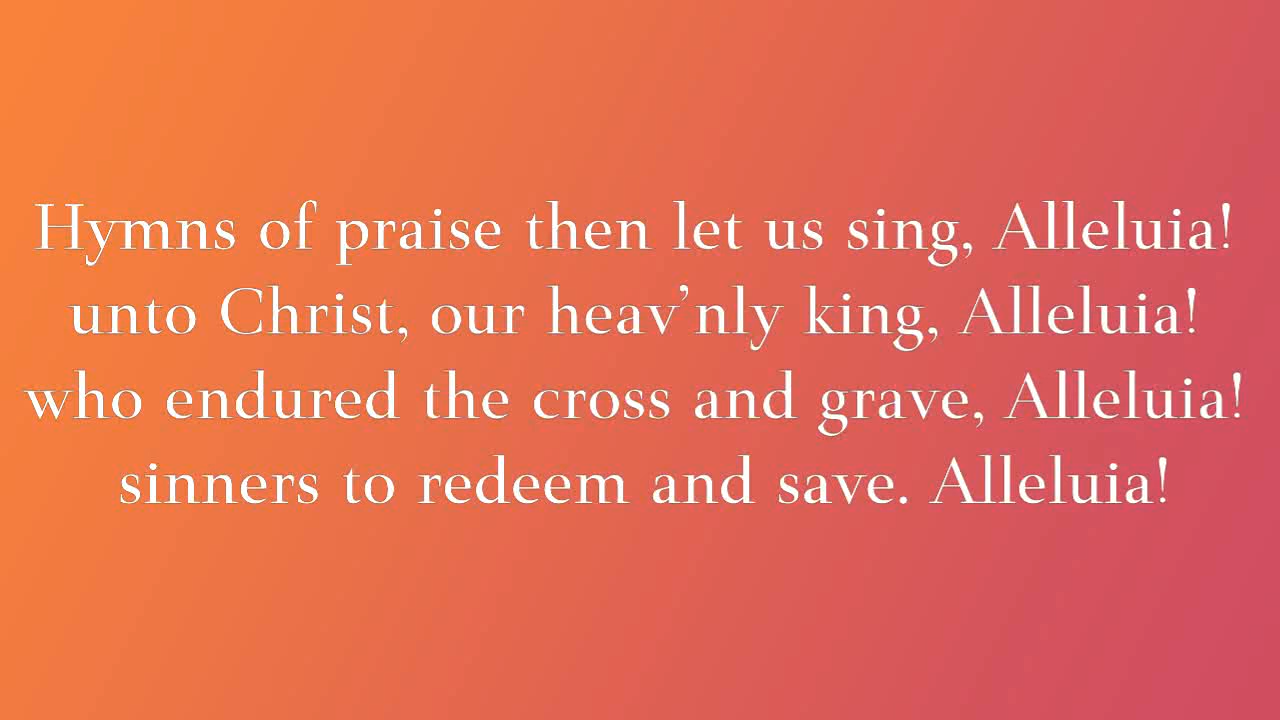 Hymns of praise then let us sing, Alleluia!
unto Christ, our heav’nly king, Alleluia!
who endured the cross and grave, Alleluia!
sinners to redeem and save. Alleluia!